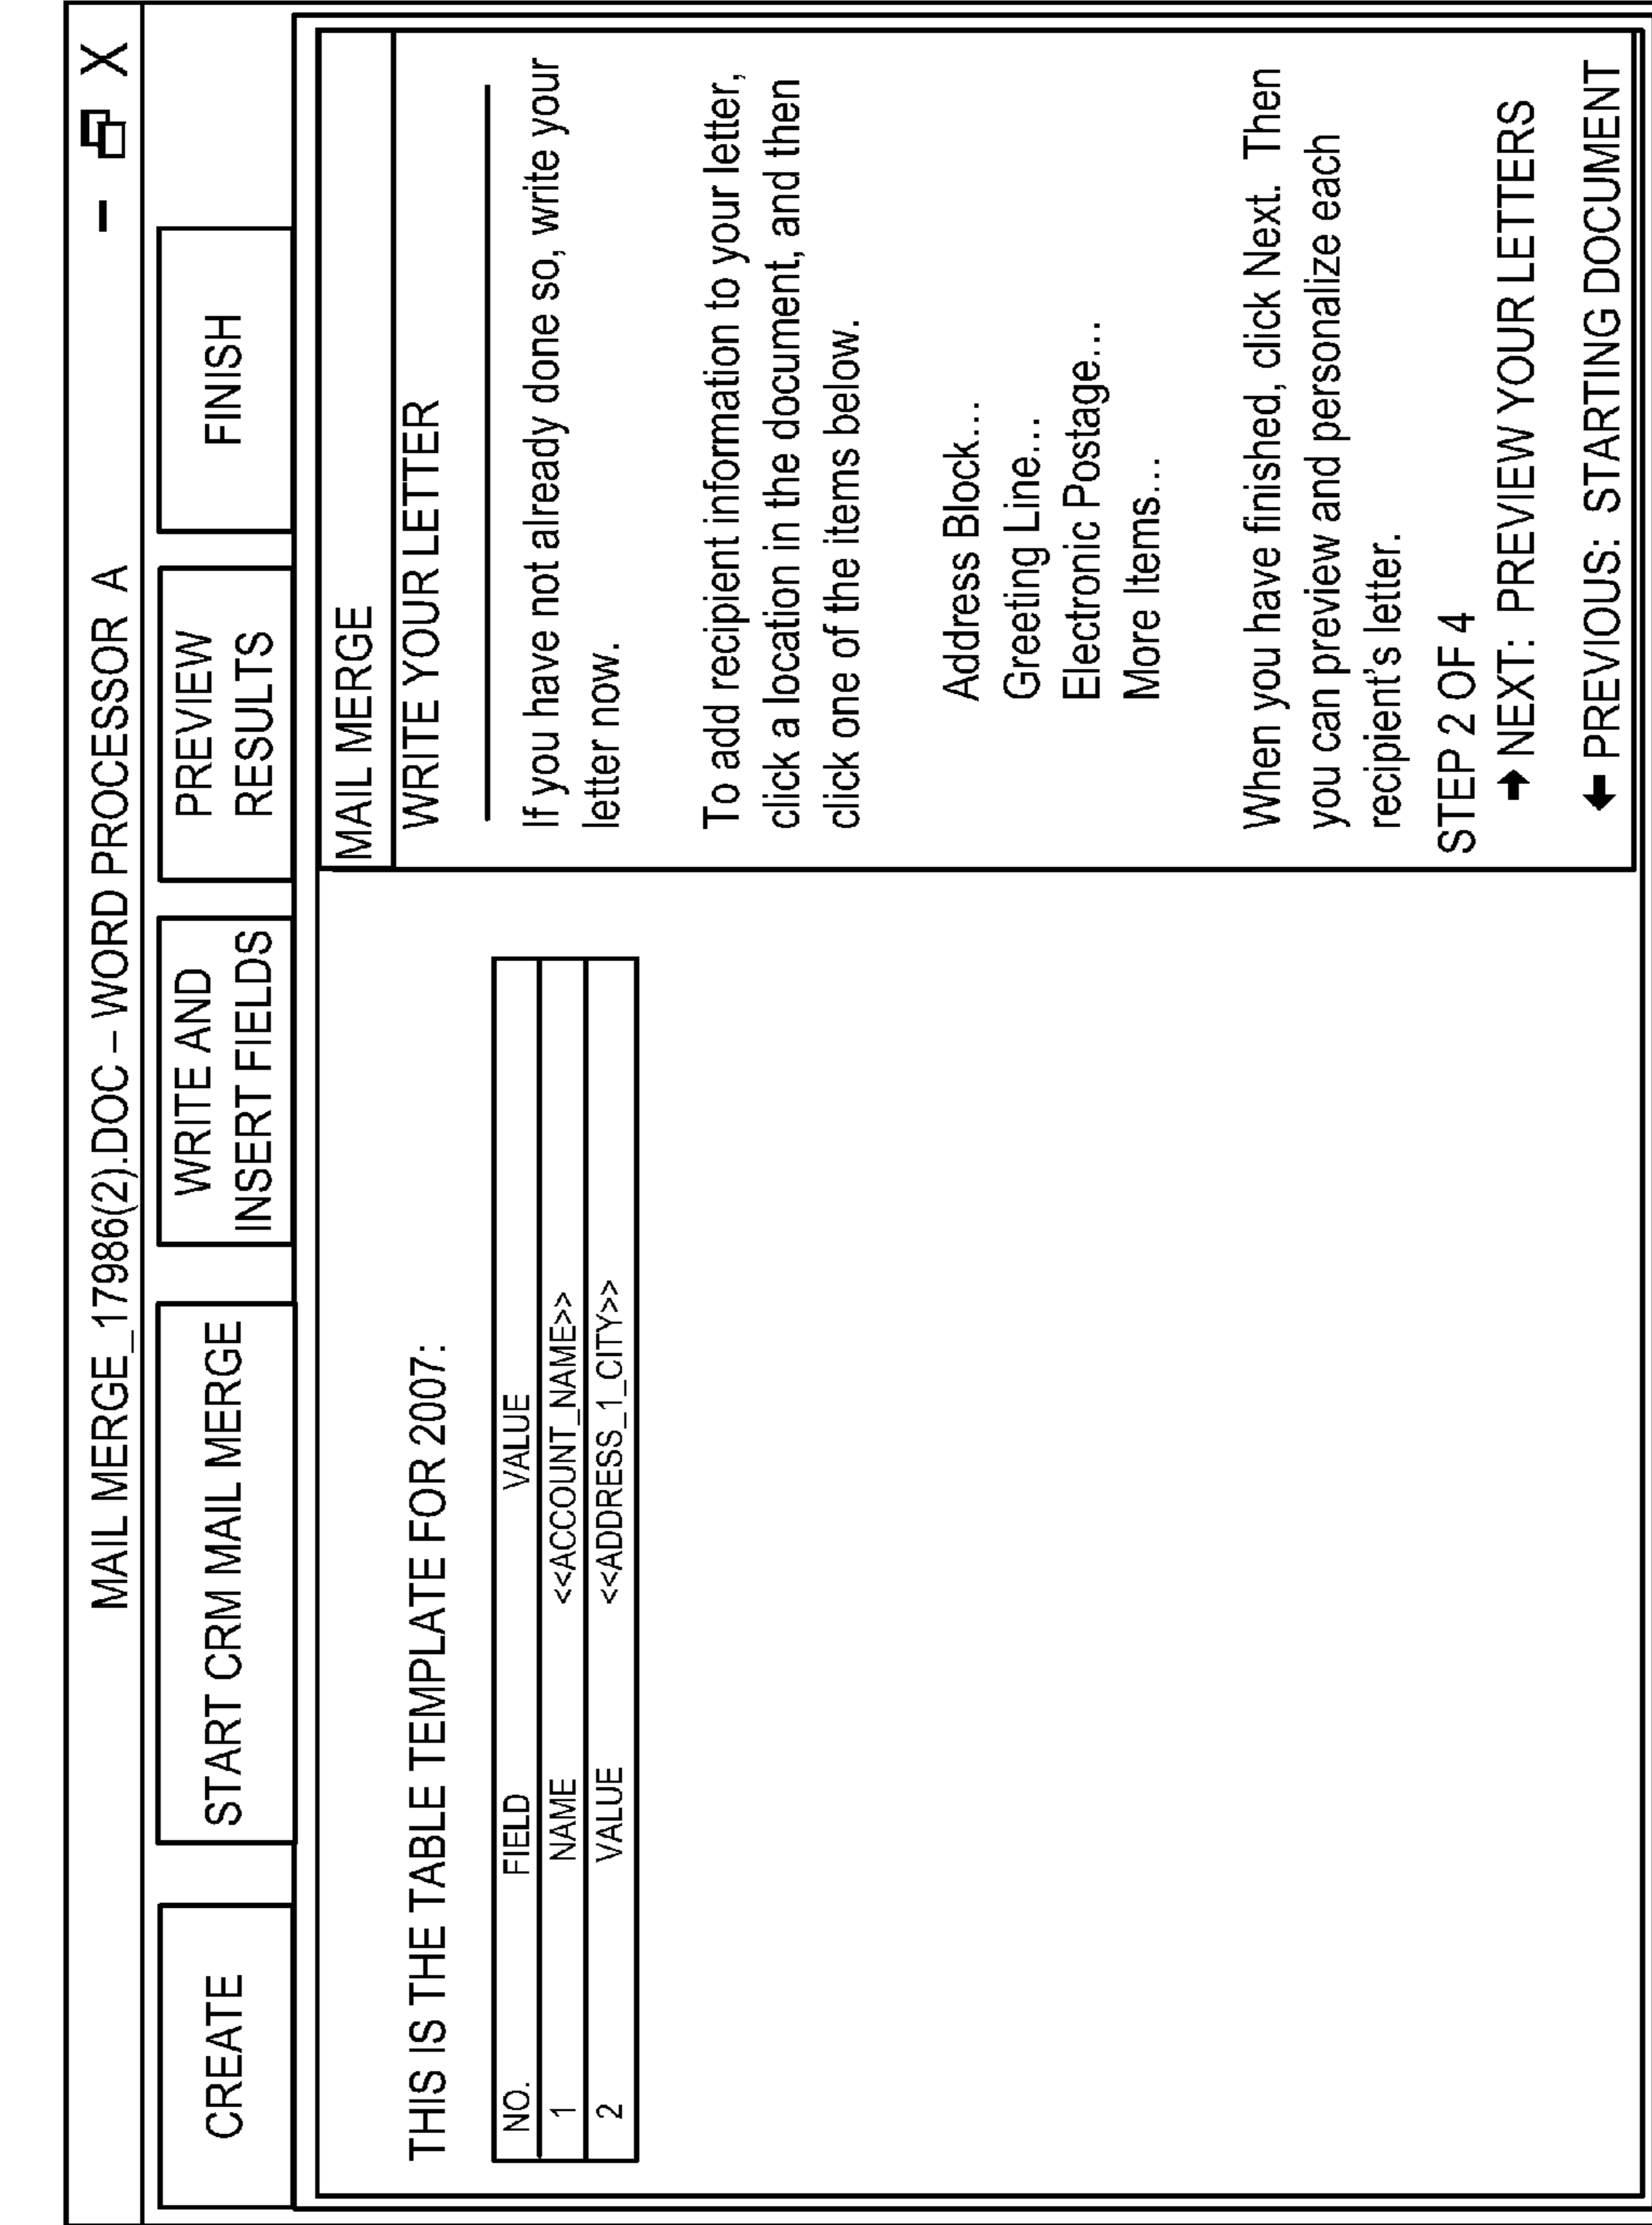 MAIL MERGE_17986(2).DOC – WORD PROCESSOR A
– X
CREATE
START CRM MAIL MERGE
WRITE AND
INSERT FIELDS
PREVIEW
RESULTS
FINISH
THIS IS THE TABLE TEMPLATE FOR 2007:
NO. FIELD VALUE
1 NAME <<ACCOUNT_NAME>>
2 VALUE <<ADDRESS_1_CITY>>
MAIL MERGE
WRITE YOUR LETTER
If you have not already done so, write your
letter now.
To add recipient information to your letter,
click a location in the document, and then
click one of the items below.
Address Block…
Greeting Line…
Electronic Postage…
More Items…
When you have finished, click Next. Then
you can preview and personalize each
recipient's letter.
STEP 2 OF 4
NEXT: PREVIEW YOUR LETTERS
PREVIOUS: STARTING DOCUMENT